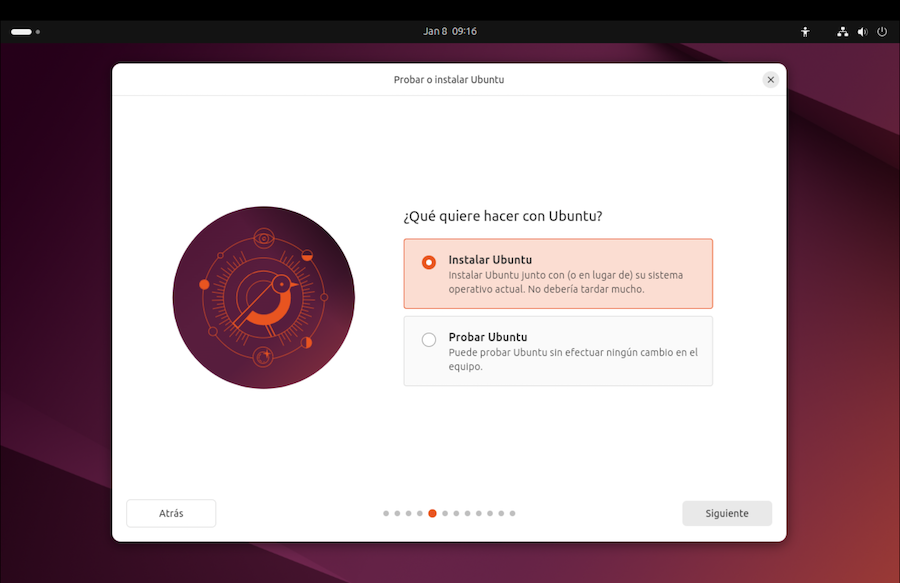 Jan 8 09:16
Probar o instalar Ubuntu
¿Qué quiere hacer con Ubuntu?
Instalar Ubuntu
Instalar Ubuntu junto con (o en lugar de) su sistema
operativo actual. No debería tardar mucho.
Probar Ubuntu
Puede probar Ubuntu sin efectuar ningún cambio en el
equipo.
Atrás
Siguiente